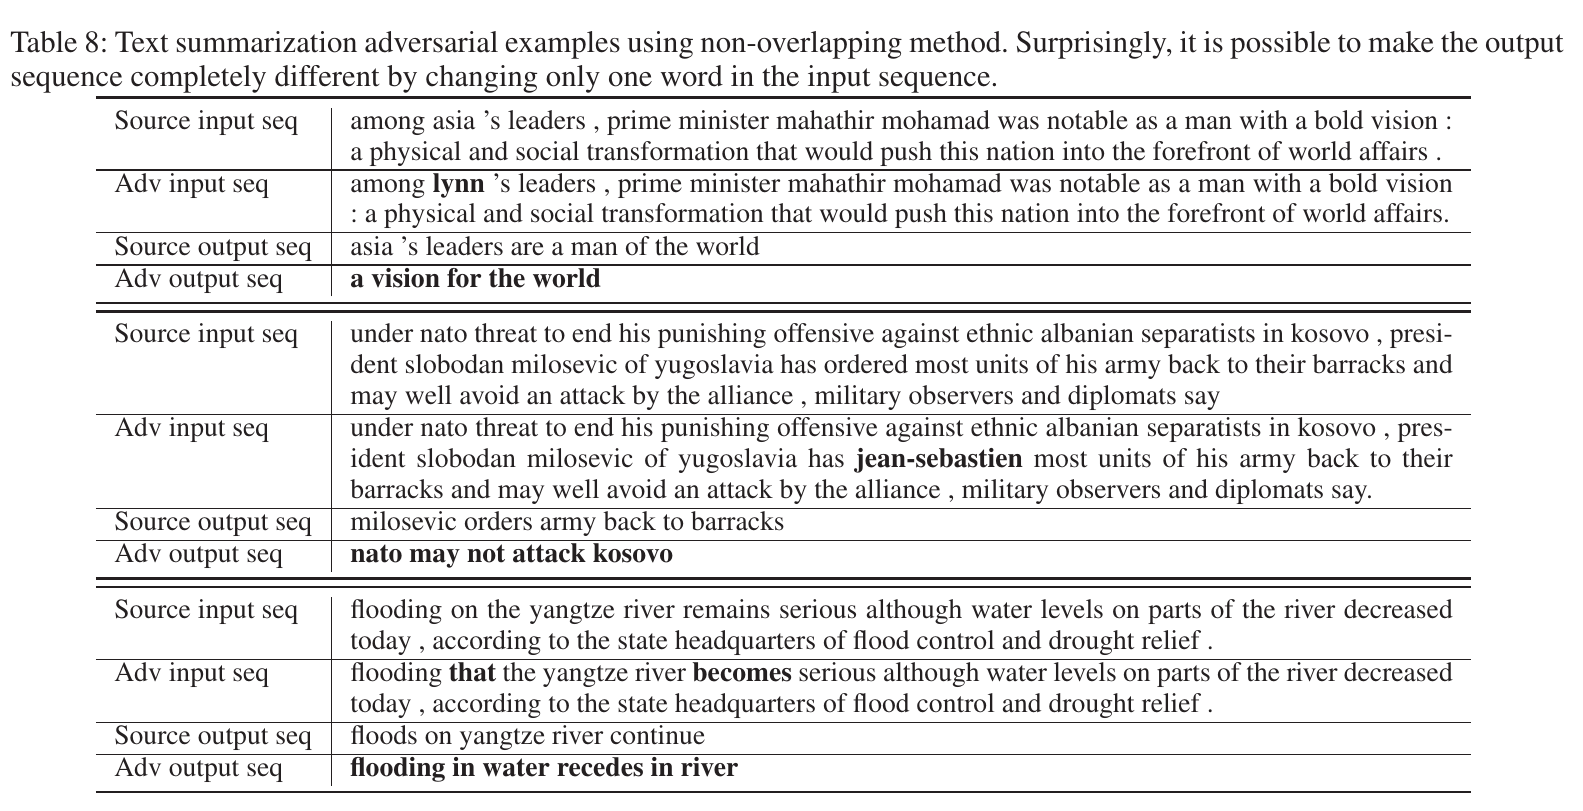 Table 8: Text summarization adversarial examples using non-overlapping method. Surprisingly, it is possible to make the output
sequence completely different by changing only one word in the input sequence.
Source input seq
among asia ’s leaders , prime minister mahathir mohamad was notable as a man with a bold vision :
a physical and social transformation that would push this nation into the forefront of world affairs .
Adv input seq
among lynn ’s leaders , prime minister mahathir mohamad was notable as a man with a bold vision
: a physical and social transformation that would push this nation into the forefront of world affairs.
Source output seq
asia ’s leaders are a man of the world
Adv output seq
a vision for the world
Source input seq
under nato threat to end his punishing offensive against ethnic albanian separatists in kosovo , presi-
dent slobodan milosevic of yugoslavia has ordered most units of his army back to their barracks and
may well avoid an attack by the alliance , military observers and diplomats say
Adv input seq
under nato threat to end his punishing offensive against ethnic albanian separatists in kosovo , pres-
ident slobodan milosevic of yugoslavia has jean-sebastien most units of his army back to their
barracks and may well avoid an attack by the alliance , military observers and diplomats say.
Source output seq
milosevic orders army back to barracks
Adv output seq
nato may not attack kosovo
Source input seq
flooding on the yangtze river remains serious although water levels on parts of the river decreased
today , according to the state headquarters of flood control and drought relief .
Adv input seq
flooding that the yangtze river becomes serious although water levels on parts of the river decreased
today , according to the state headquarters of flood control and drought relief .
Source output seq
floods on yangtze river continue
Adv output seq
flooding in water recedes in river